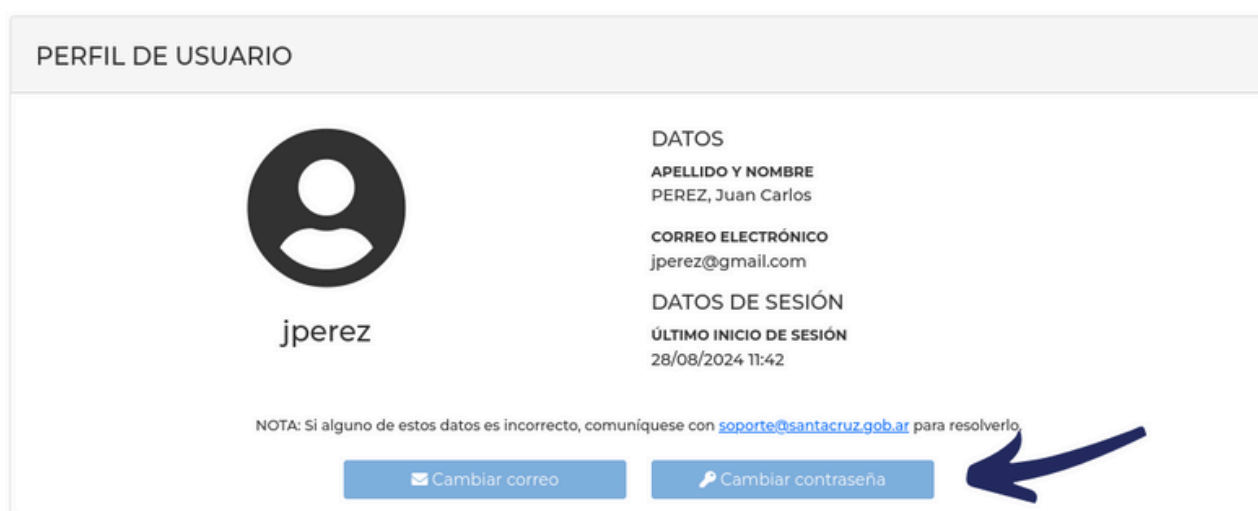 PERFIL DE USUARIO
jperez
DATOS
APELLIDO Y NOMBRE
PEREZ, Juan Carlos
CORREO ELECTRÓNICO
jperez@gmail.com
DATOS DE SESIÓN
ÚLTIMO INICIO DE SESIÓN
28/08/2024 11:42
NOTA: Si alguno de estos datos es incorrecto, comuníquese con soporte@santacruz.gob.ar para resolverlo.
Cambiar correo
Cambiar contraseña